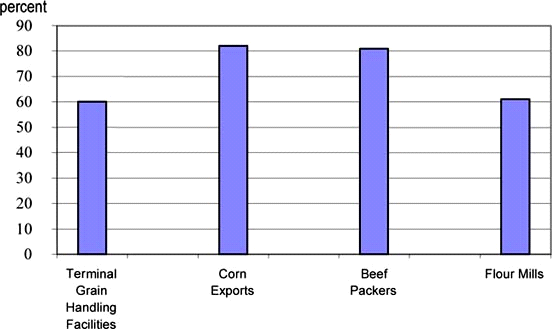 percent
90
80
70
60
50
40
30
20
10
0
Terminal
Grain
Handling
Facilities
Corn
Exports
Beef
Packers
Flour Mills